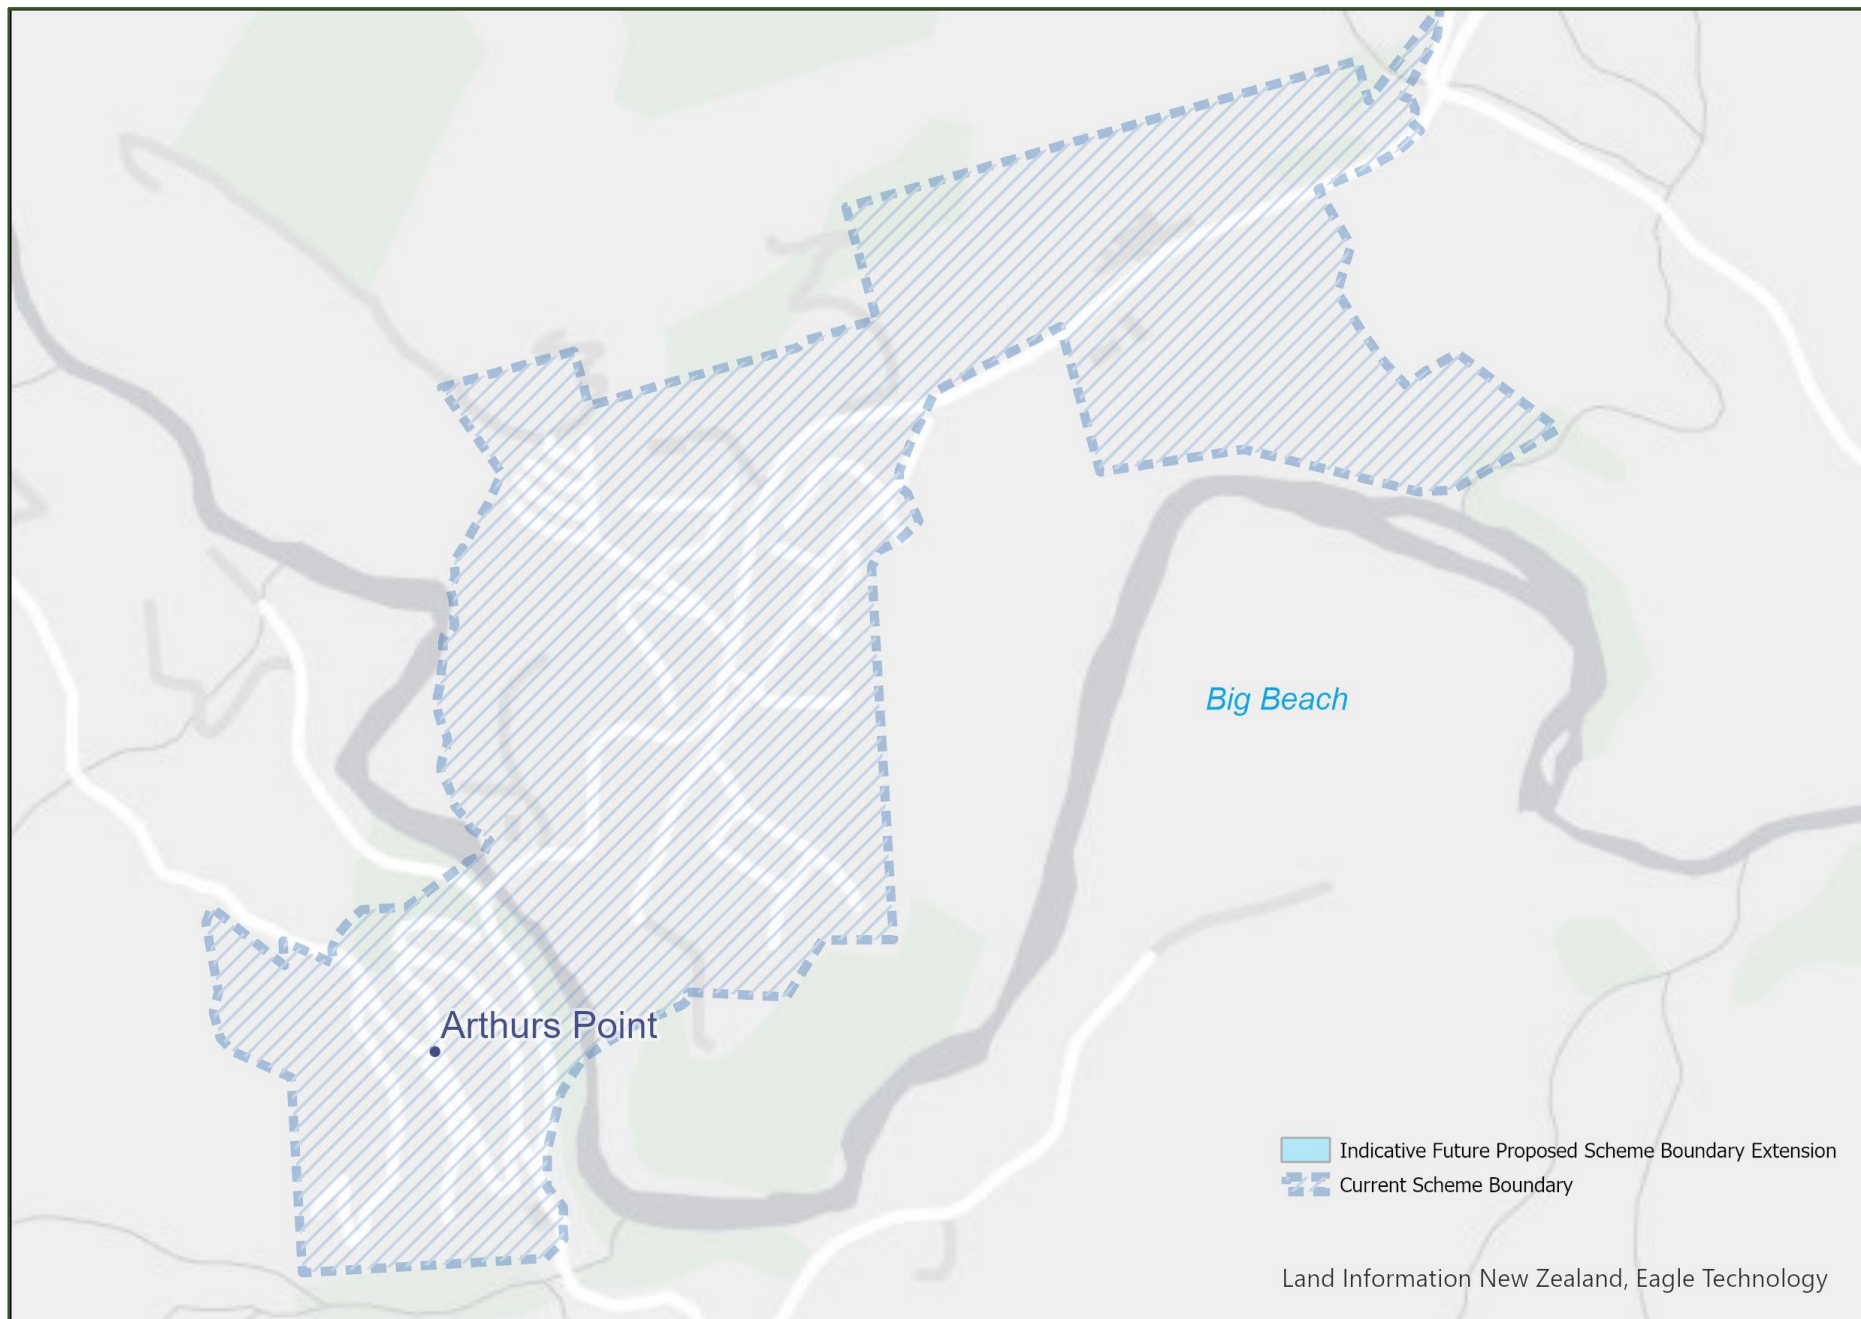 Big Beach
Arthurs Point
Indicative Future Proposed Scheme Boundary Extension
Current Scheme Boundary
Land Information New Zealand, Eagle Technology